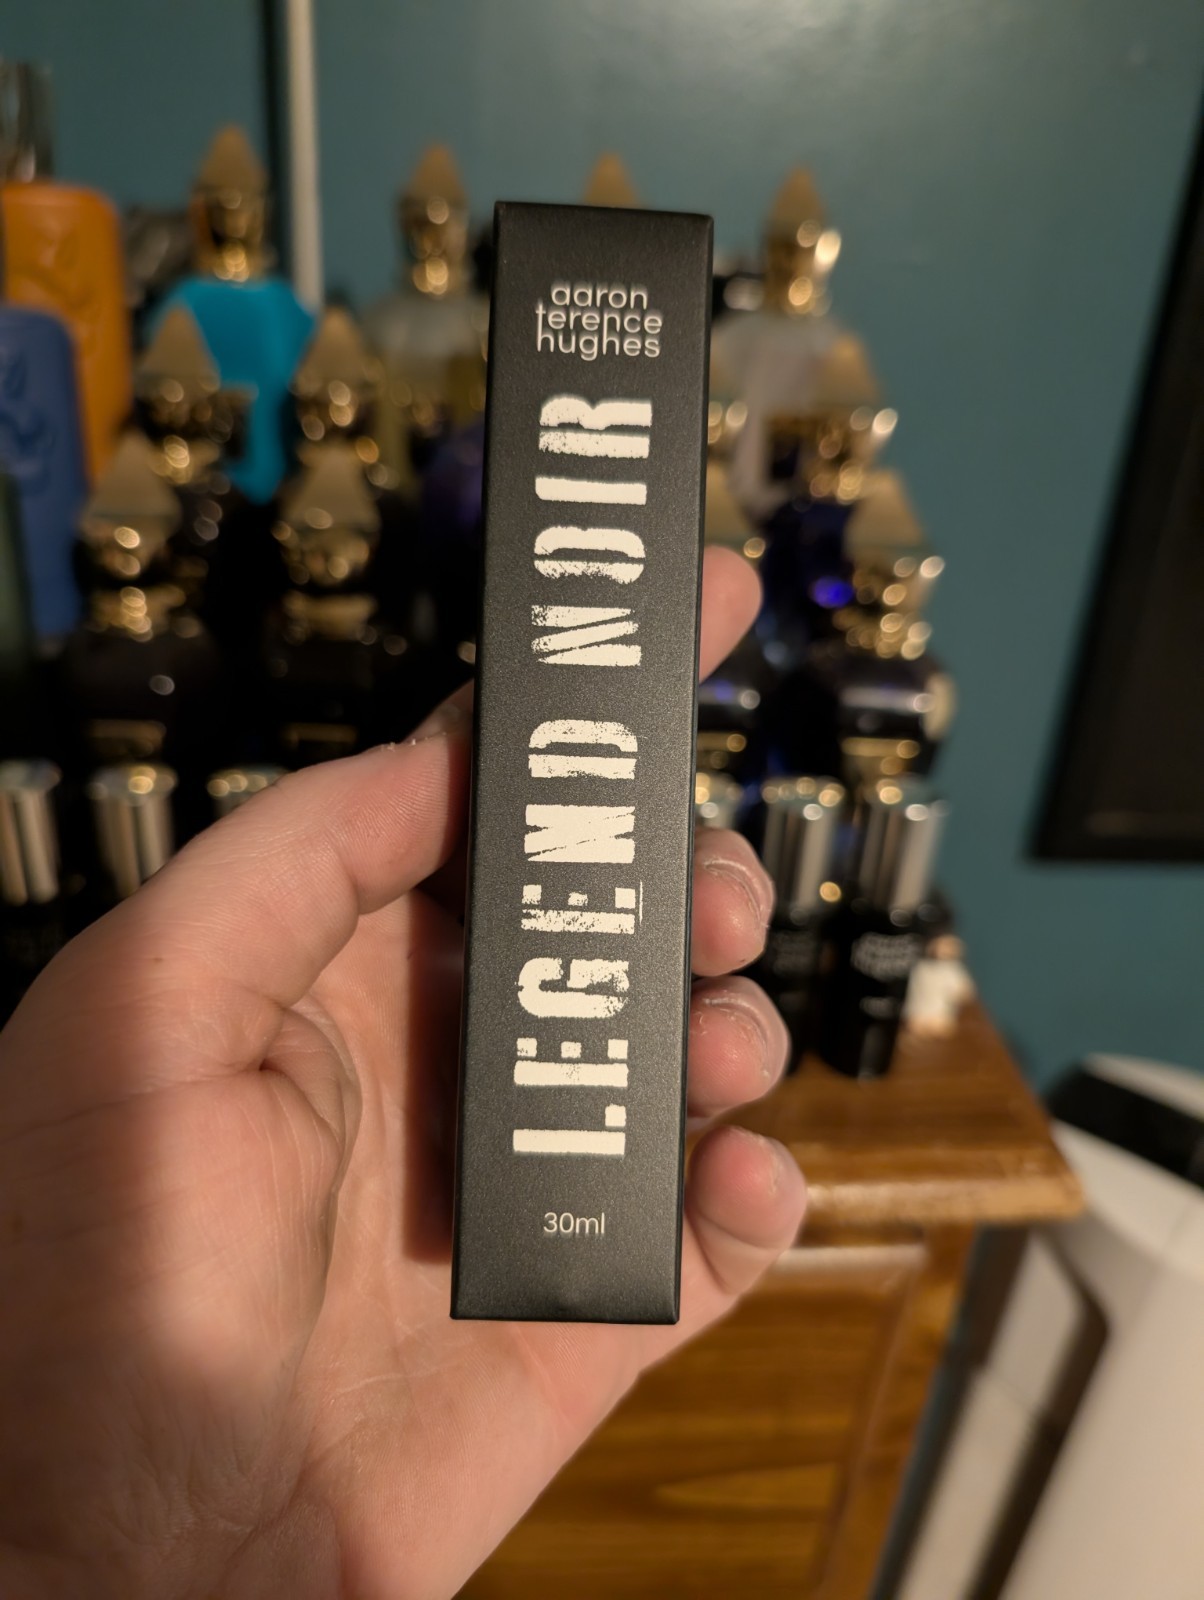 aaron
terence
hughes
LEGEND NOIR
30ml